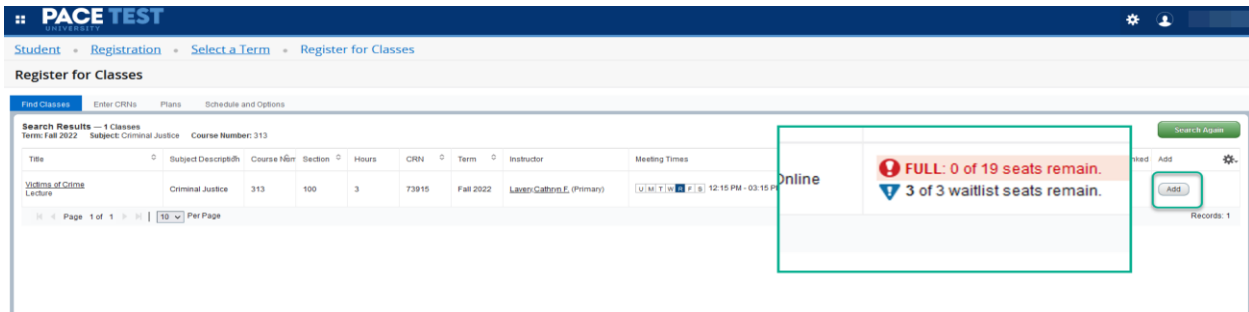 PACE TEST
UNIVERSITY
Student • Registration • Select a Term • Register for Classes
Register for Classes
Find Classes Enter CRNs Plans Schedule and Options
Search Results — 1 Classes
Term: Fall 2022 Subject: Criminal Justice Course Number: 313
Search Again
Title Subject Description Course Num Section Hours CRN Term Instructor Meeting Times nked Add
Victims of Crime
Lecture
Criminal Justice 313 100 3 73915 Fall 2022 Laven, Cathryn F. (Primary) S M T W R F S 12:15 PM - 03:15 P
Online
FULL: 0 of 19 seats remain.
3 of 3 waitlist seats remain.
Add
Page 1 of 1 10 Per Page
Records: 1